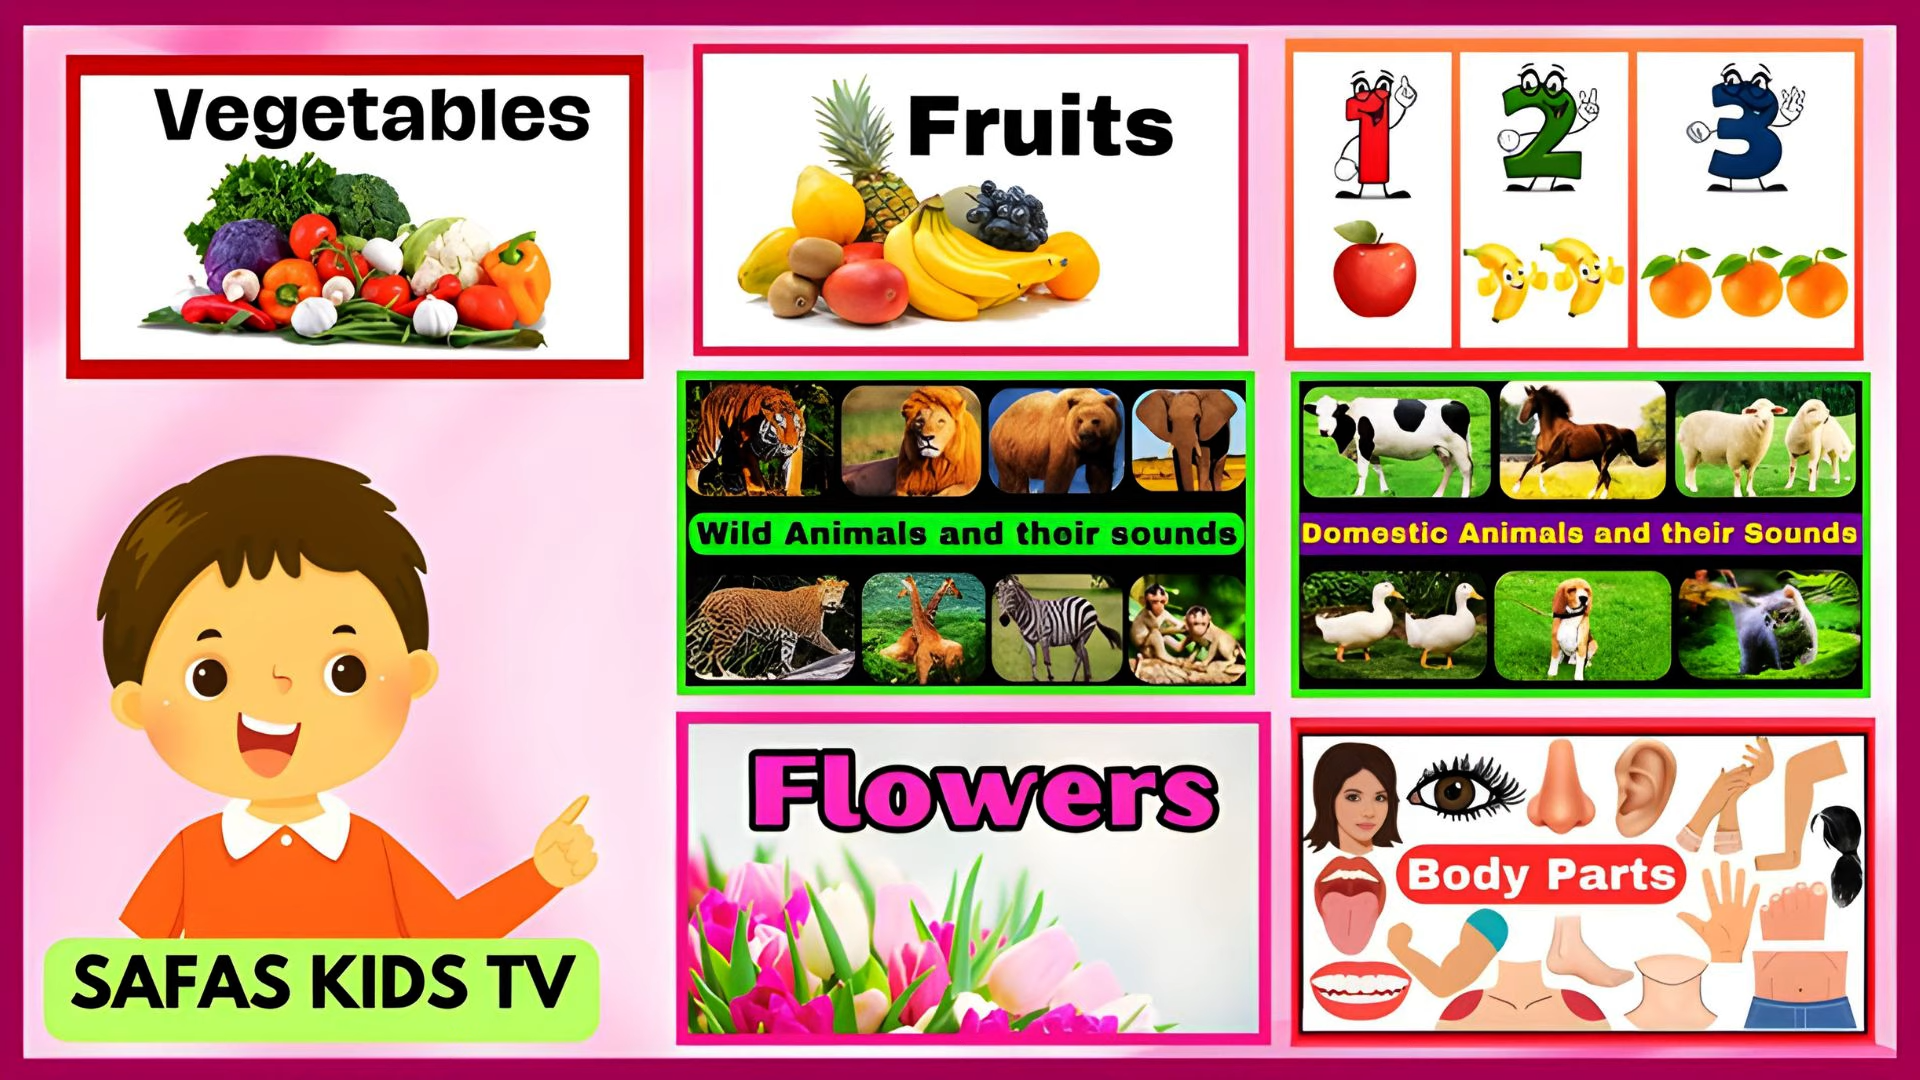 Vegetables
Fruits
1
2
3
Wild Animals and their sounds
Domestic Animals and their Sounds
Flowers
Body Parts
SAFAS KIDS TV